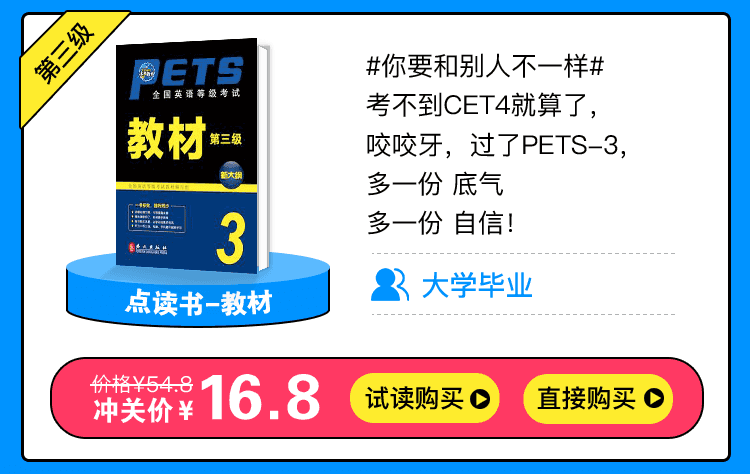 第三级
PETS
全国英语等级考试
教材 第三级
新大纲
3
点读书-教材
#你要和别人不一样#
考不到CET4就算了，
咬咬牙，过了PETS-3，
多一份 底气
多一份 自信！
大学毕业
价格¥54.8
冲关价¥16.8
试读购买
直接购买